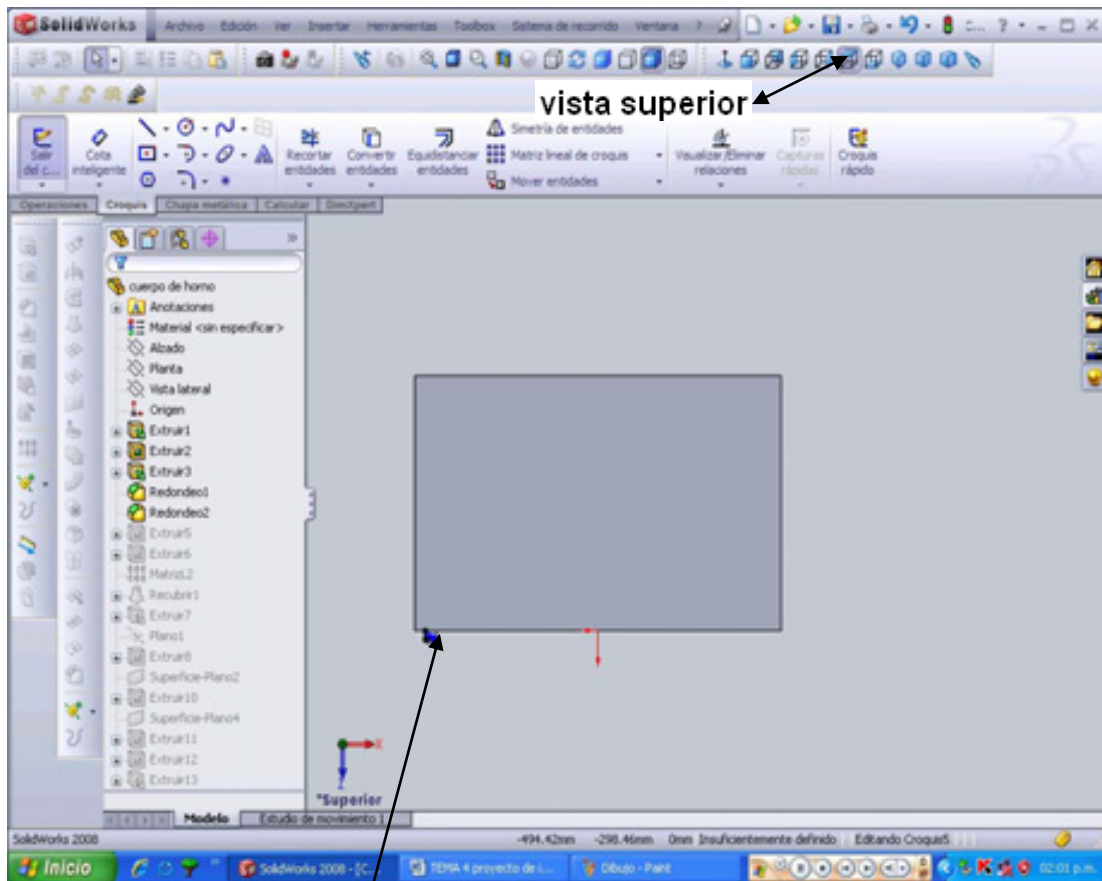 SolidWorks Archivo Edición Ver Insertar Herramientas Toolbox Sistema de recorrido Ventana ?
vista superior
Salir del c...
Cota inteligente
Recortar entidades
Convertir entidades
Equidistanciar entidades
Simetría de entidades
Matriz lineal de croquis
Mover entidades
Visualizar/Eliminar relaciones
Capturas rápidas
Croquis rápido
Operaciones Croquis Chapa metálica Calcular DimXpert
cuerpo de horno
Anotaciones
Material <sin especificar>
Alzado
Planta
Vista lateral
Origen
Extruir1
Extruir2
Extruir3
Redondeo1
Redondeo2
Extruir5
Extruir6
MatrizL2
Recubrir1
Extruir7
Plano1
Extruir8
Superficie-Plano2
Extruir10
Superficie-Plano4
Extruir11
Extruir12
Extruir13
X
Z
*Superior
Modelo Estudio de movimiento 1
SolidWorks 2008 -494.42mm -298.46mm 0mm Insuficientemente definido Editando Croquis5
Inicio SolidWorks 2008 - [C... TEMA 4 proyecto de i... Dibujo - Paint 02:01 p.m.